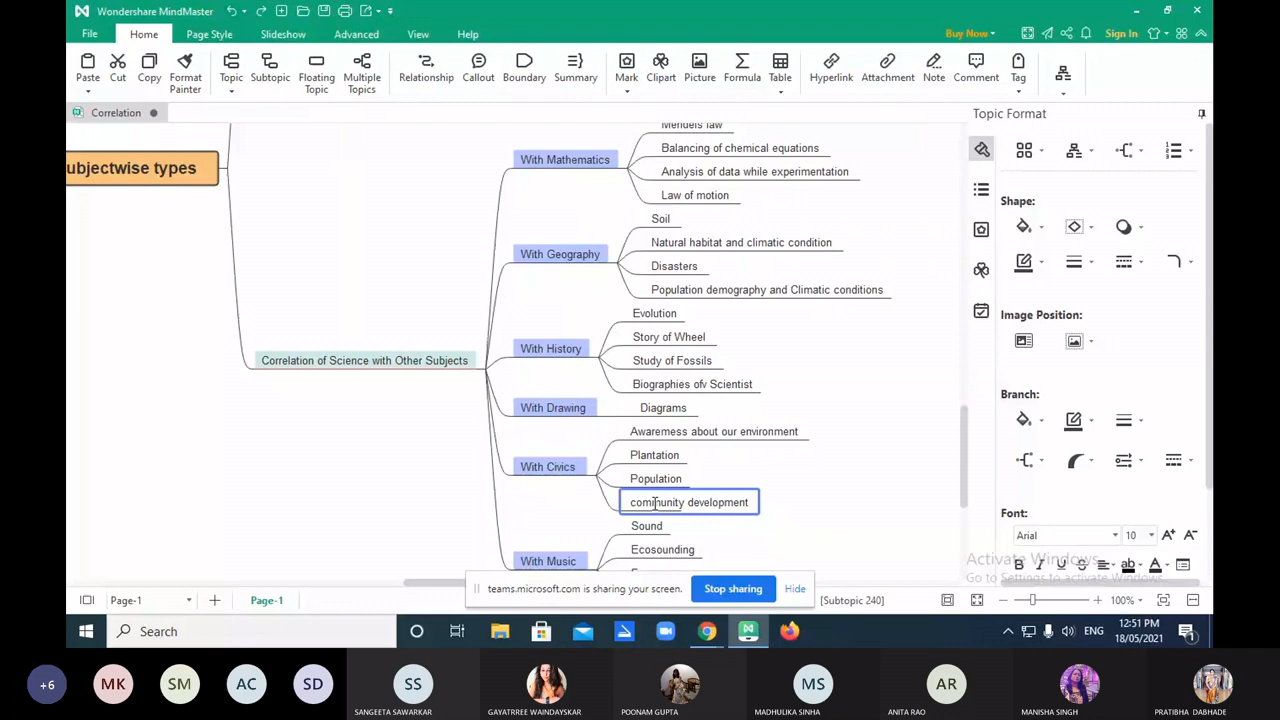 Wondershare MindMaster
File Home Page Style Slideshow Advanced View Help Buy Now Sign In
Paste Cut Copy Format Painter Topic Subtopic Floating Topic Multiple Topics Relationship Callout Boundary Summary Mark Clipart Picture Formula Table Hyperlink Attachment Note Comment Tag
Correlation
Topic Format
ubjectwise types
Correlation of Science with Other Subjects
With Mathematics
Mendels law
Balancing of chemical equations
Analysis of data while experimentation
Law of motion
With Geography
Soil
Natural habitat and climatic condition
Disasters
Population demography and Climatic conditions
With History
Evolution
Story of Wheel
Study of Fossils
Biographies ofv Scientist
With Drawing
Diagrams
With Civics
Awaremess about our environment
Plantation
Population
community development
With Music
Sound
Ecosounding
Shape:
Image Position:
Branch:
Font:
Arial 10
B I U S ab
Activate Windows
Go to Settings to activate Windows.
teams.microsoft.com is sharing your screen. Stop sharing Hide
Page-1 Page-1 [Subtopic 240] 100%
Search
ENG
12:51 PM
18/05/2021
1
+6 MK SM AC SD SS MS AR
SANGEETA SAWARKAR GAYATRREE WAINDAYSKAR POONAM GUPTA MADHULIKA SINHA ANITA RAO MANISHA SINGH PRATIBHA DABHADE